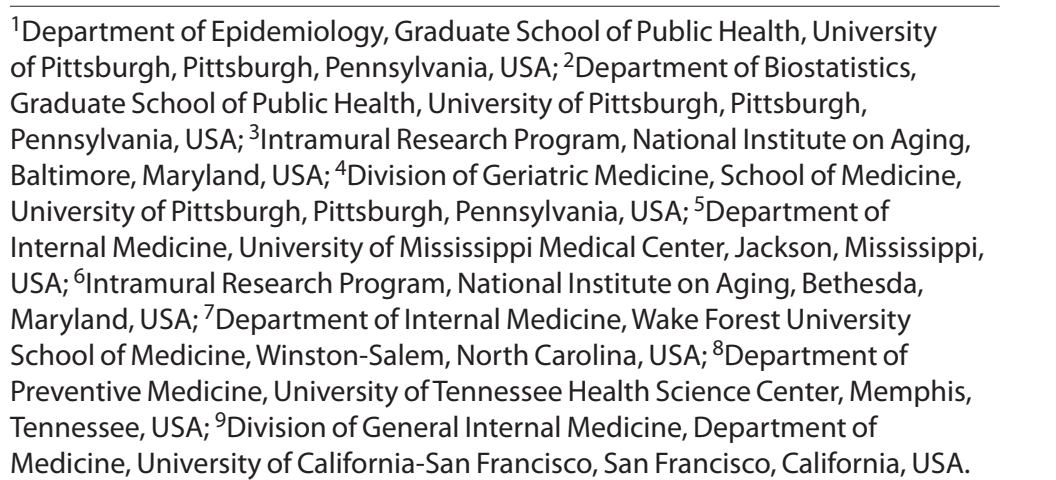 ¹Department of Epidemiology, Graduate School of Public Health, University
of Pittsburgh, Pittsburgh, Pennsylvania, USA; ²Department of Biostatistics,
Graduate School of Public Health, University of Pittsburgh, Pittsburgh,
Pennsylvania, USA; ³Intramural Research Program, National Institute on Aging,
Baltimore, Maryland, USA; ⁴Division of Geriatric Medicine, School of Medicine,
University of Pittsburgh, Pittsburgh, Pennsylvania, USA; ⁵Department of
Internal Medicine, University of Mississippi Medical Center, Jackson, Mississippi,
USA; ⁶Intramural Research Program, National Institute on Aging, Bethesda,
Maryland, USA; ⁷Department of Internal Medicine, Wake Forest University
School of Medicine, Winston-Salem, North Carolina, USA; ⁸Department of
Preventive Medicine, University of Tennessee Health Science Center, Memphis,
Tennessee, USA; ⁹Division of General Internal Medicine, Department of
Medicine, University of California-San Francisco, San Francisco, California, USA.